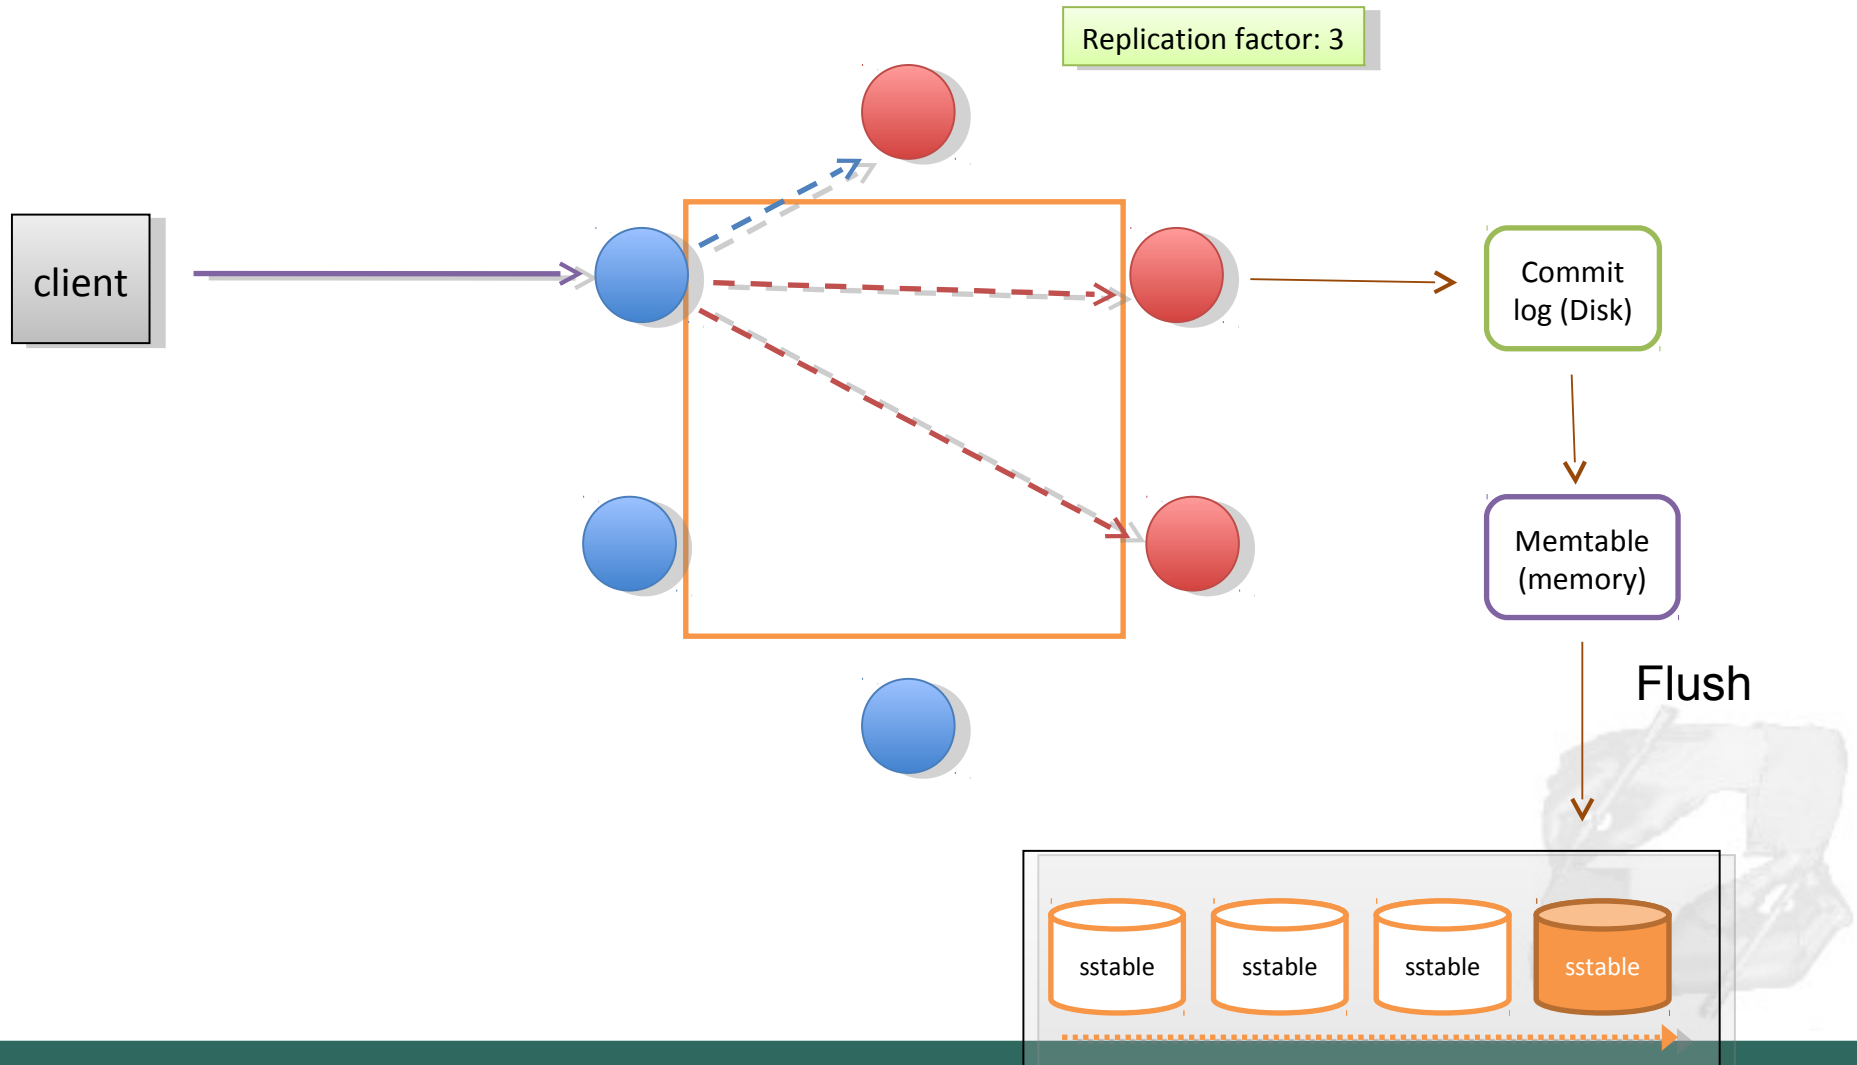 Replication factor: 3
client
Commit
log (Disk)
Memtable
(memory)
Flush
sstable
sstable
sstable
sstable